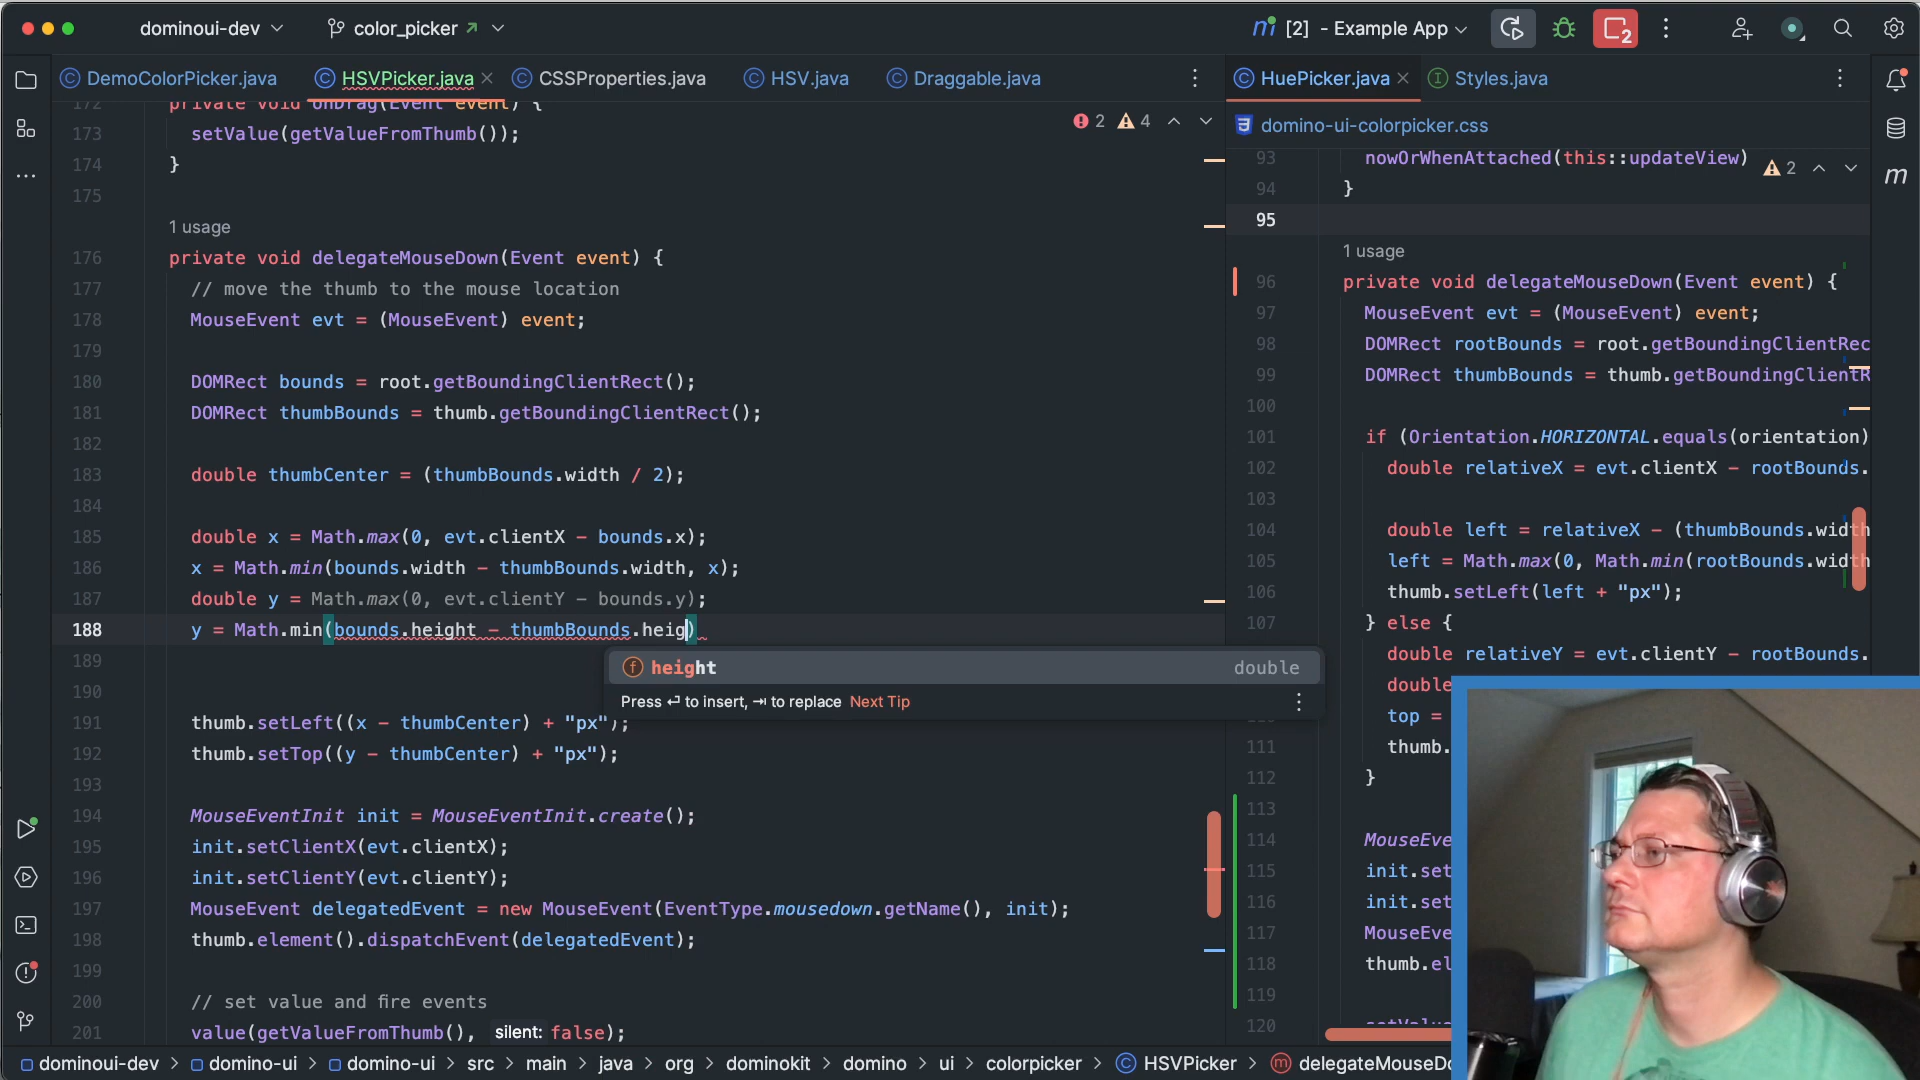 dominoui-dev
color_picker
[2] - Example App
2
DemoColorPicker.java
HSVPicker.java
CSSProperties.java
HSV.java
Draggable.java
172 private void onDrag(Event event) {
173 setValue(getValueFromThumb());
174 }
175
1 usage
176 private void delegateMouseDown(Event event) {
177 // move the thumb to the mouse location
178 MouseEvent evt = (MouseEvent) event;
179
180 DOMRect bounds = root.getBoundingClientRect();
181 DOMRect thumbBounds = thumb.getBoundingClientRect();
182
183 double thumbCenter = (thumbBounds.width / 2);
184
185 double x = Math.max(0, evt.clientX - bounds.x);
186 x = Math.min(bounds.width - thumbBounds.width, x);
187 double y = Math.max(0, evt.clientY - bounds.y);
188 y = Math.min(bounds.height - thumbBounds.heig)
189
190
191 thumb.setLeft((x - thumbCenter) + "px");
192 thumb.setTop((y - thumbCenter) + "px");
193
194 MouseEventInit init = MouseEventInit.create();
195 init.setClientX(evt.clientX);
196 init.setClientY(evt.clientY);
197 MouseEvent delegatedEvent = new MouseEvent(EventType.mousedown.getName(), init);
198 thumb.element().dispatchEvent(delegatedEvent);
199
200 // set value and fire events
201 value(getValueFromThumb(), silent: false);
2 4
height double
Press ↵ to insert, ⇥ to replace Next Tip
HuePicker.java
Styles.java
domino-ui-colorpicker.css
2
93 nowOrWhenAttached(this::updateView)
94 }
95
1 usage
96 private void delegateMouseDown(Event event) {
97 MouseEvent evt = (MouseEvent) event;
98 DOMRect rootBounds = root.getBoundingClientRec
99 DOMRect thumbBounds = thumb.getBoundingClientR
100
101 if (Orientation.HORIZONTAL.equals(orientation)
102 double relativeX = evt.clientX - rootBounds.
103
104 double left = relativeX - (thumbBounds.width
105 left = Math.max(0, Math.min(rootBounds.width
106 thumb.setLeft(left + "px");
107 } else {
double relativeY = evt.clientY - rootBounds.
double
top =
111 thumb.
112 }
113
114 MouseEve
115 init.set
116 init.set
117 MouseEve
118 thumb.el
119
120
dominoui-dev > domino-ui > domino-ui > src > main > java > org > dominokit > domino > ui > colorpicker > HSVPicker > delegateMouseDo